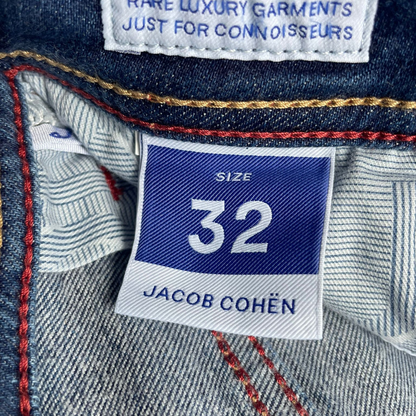 RARE LUXURY GARMENTS
JUST FOR CONNOISSEURS
SIZE
32
JACOB COHËN